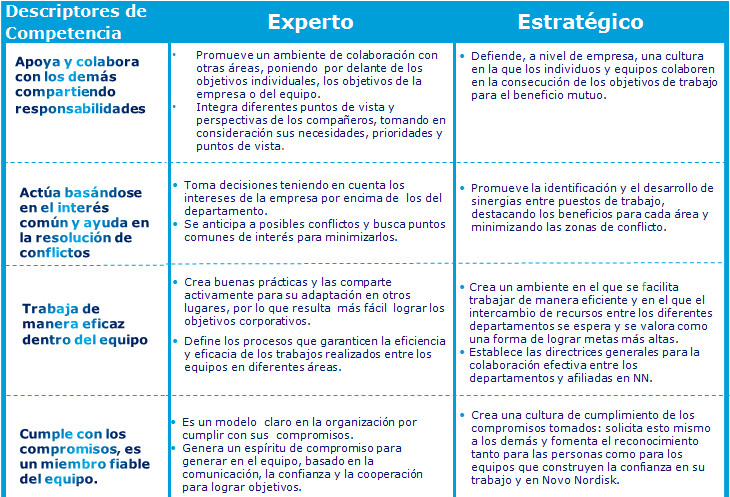 Descriptores de
Competencia
Experto
Estratégico
Apoya y colabora
con los demás
compartiendo
responsabilidades
• Promueve un ambiente de colaboración con
otras áreas, poniendo por delante de los
objetivos individuales, los objetivos de la
empresa o del equipo.
• Integra diferentes puntos de vista y
perspectivas de los compañeros, tomando en
consideración sus necesidades, prioridades y
puntos de vista.
• Defiende, a nivel de empresa, una cultura
en la que los individuos y equipos colaboren
en la consecución de los objetivos de trabajo
para el beneficio mutuo.
Actúa basándose
en el interés
común y ayuda en
la resolución de
conflictos
• Toma decisiones teniendo en cuenta los
intereses de la empresa por encima de los del
departamento.
• Se anticipa a posibles conflictos y busca puntos
comunes de interés para minimizarlos.
• Promueve la identificación y el desarrollo de
sinergias entre puestos de trabajo,
destacando los beneficios para cada área y
minimizando las zonas de conflicto.
Trabaja de
manera eficaz
dentro del equipo
• Crea buenas prácticas y las comparte
activamente para su adaptación en otros
lugares, por lo que resulta más fácil lograr los
objetivos corporativos.
• Define los procesos que garanticen la eficiencia
y eficacia de los trabajos realizados entre los
equipos en diferentes áreas.
• Crea un ambiente en el que se facilita
trabajar de manera eficiente y en el que el
intercambio de recursos entre los diferentes
departamentos se espera y se valora como
una forma de lograr metas más altas.
• Establece las directrices generales para la
colaboración efectiva entre los
departamentos y afiliadas en NN.
Cumple con los
compromisos, es
un miembro fiable
del equipo.
• Es un modelo claro en la organización por
cumplir con sus compromisos.
• Genera un espíritu de compromiso para
generar en el equipo, basado en la
comunicación, la confianza y la cooperación
para lograr objetivos.
• Crea una cultura de cumplimiento de los
compromisos tomados: solicita esto mismo
a los demás y fomenta el reconocimiento
tanto para las personas como para los
equipos que construyen la confianza en su
trabajo y en Novo Nordisk.